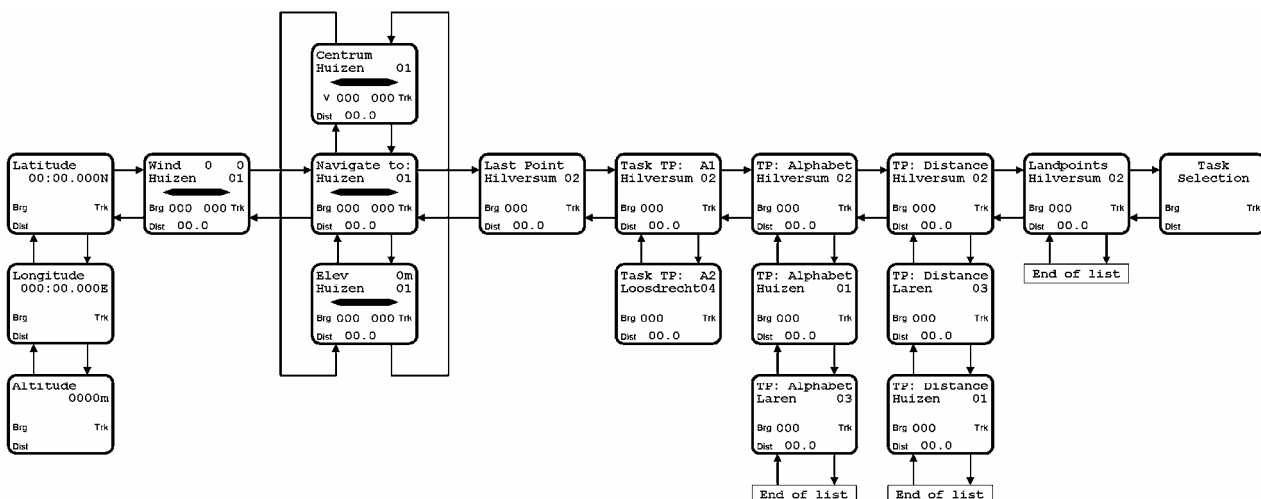 Centrum
Huizen 01
V 000 000 Trk
Dist 00.0
Latitude
00:00.000N
Brg Trk
Dist
Wind 0 0
Huizen 01
Brg 000 000 Trk
Dist 00.0
Navigate to:
Huizen 01
Brg 000 000 Trk
Dist 00.0
Last Point
Hilversum 02
Brg 000 Trk
Dist 00.0
Task TP: A1
Hilversum 02
Brg 000 Trk
Dist 00.0
TP: Alphabet
Hilversum 02
Brg 000 Trk
Dist 00.0
TP: Distance
Hilversum 02
Brg 000 Trk
Dist 00.0
Landpoints
Hilversum 02
Brg 000 Trk
Dist 00.0
Task
Selection
Brg Trk
Dist
Longitude
000:00.000E
Brg Trk
Dist
Elev 0m
Huizen 01
Brg 000 000 Trk
Dist 00.0
Task TP: A2
Loosdrecht04
Brg 000 Trk
Dist 00.0
TP: Alphabet
Huizen 01
Brg 000 Trk
Dist 00.0
TP: Distance
Laren 03
Brg 000 Trk
Dist 00.0
End of list
Altitude
0000m
Brg Trk
Dist
TP: Alphabet
Laren 03
Brg 000 Trk
Dist 00.0
TP: Distance
Huizen 01
Brg 000 Trk
Dist 00.0
End of list
End of list